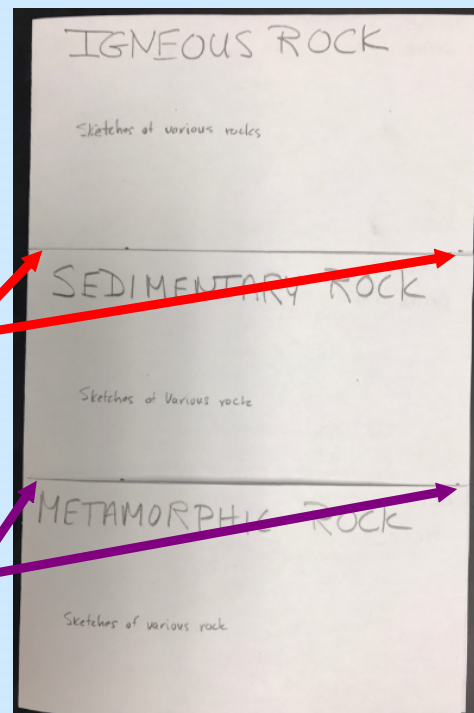 IGNEOUS ROCK
Sketches of various rocks
SEDIMENTARY ROCK
Sketches of Various rocks
METAMORPHIC ROCK
Sketches of various rock